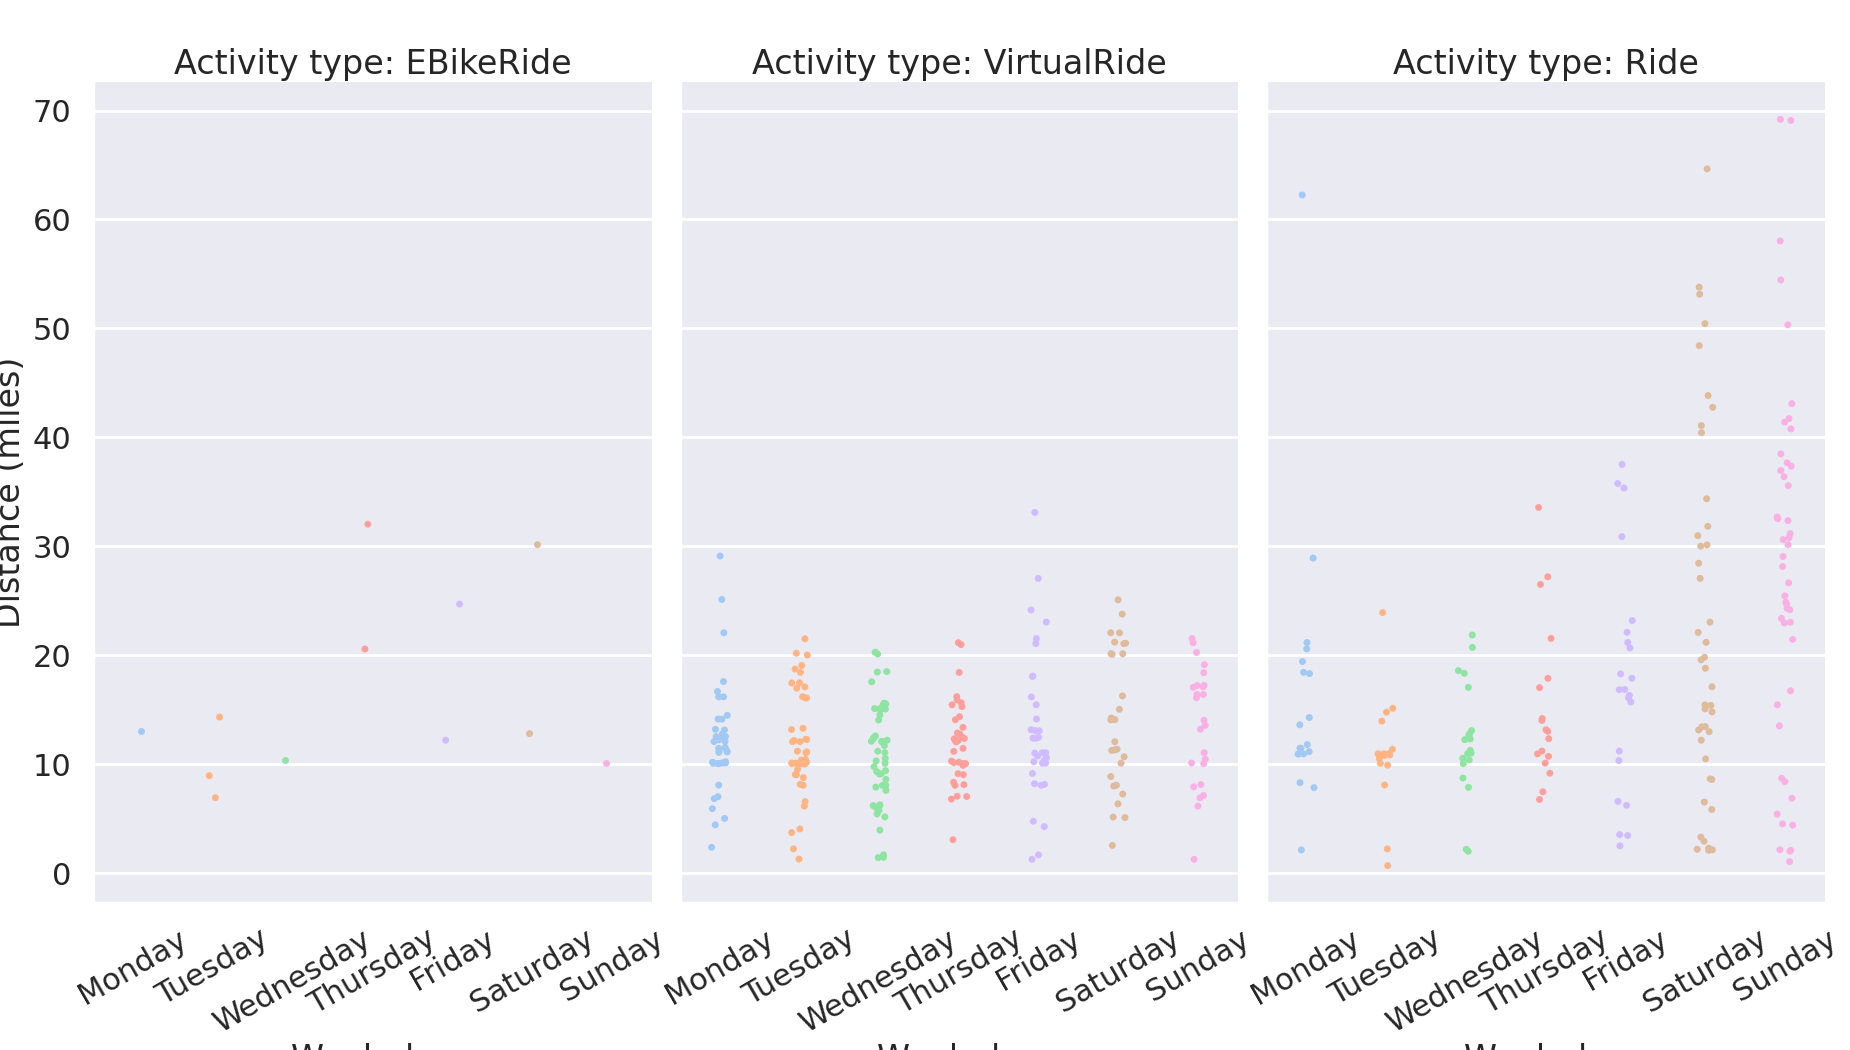 Activity type: EBikeRide
Activity type: VirtualRide
Activity type: Ride
70
60
50
40
30
20
10
0
Distance (miles)
Monday
Tuesday
Wednesday
Thursday
Friday
Saturday
Sunday
Monday
Tuesday
Wednesday
Thursday
Friday
Saturday
Sunday
Monday
Tuesday
Wednesday
Thursday
Friday
Saturday
Sunday